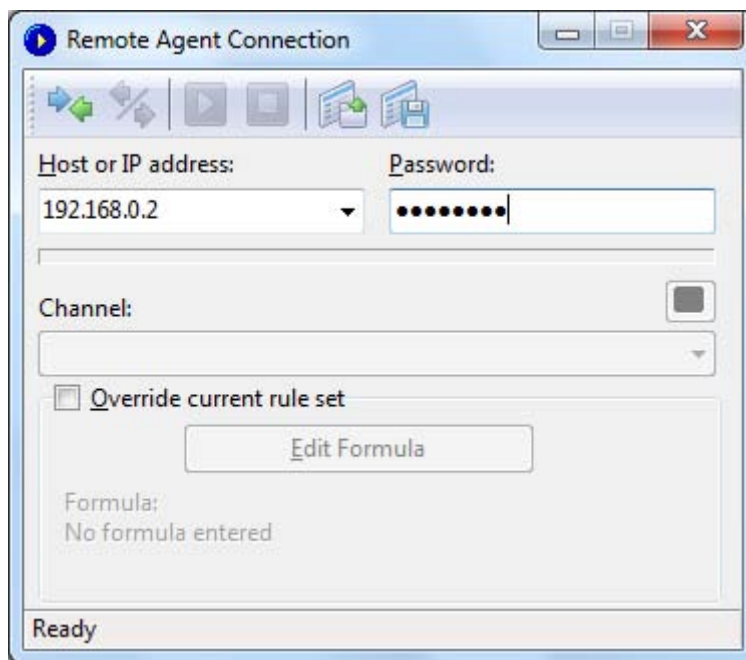 Remote Agent Connection
Host or IP address: Password:
192.168.0.2 ●●●●●●●●
Channel:
Override current rule set
Edit Formula
Formula:
No formula entered
Ready